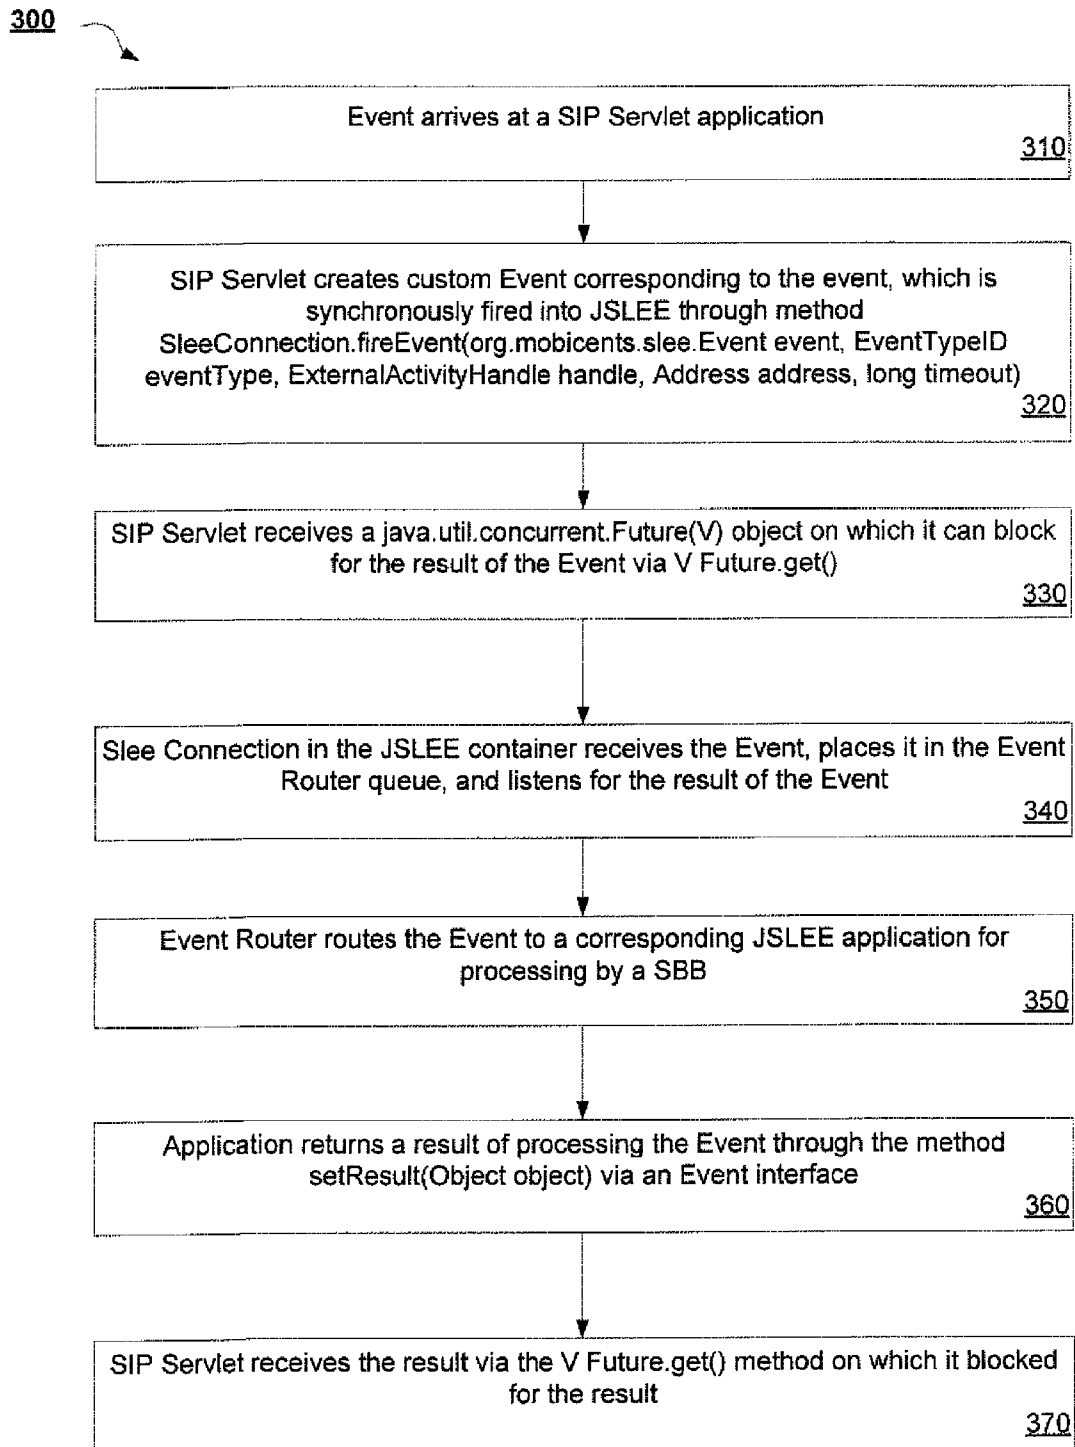 300
Event arrives at a SIP Servlet application
310
SIP Servlet creates custom Event corresponding to the event, which is
synchronously fired into JSLEE through method
SleeConnection.fireEvent(org.mobicents.slee.Event event, EventTypeID
eventType, ExternalActivityHandle handle, Address address, long timeout)
320
SIP Servlet receives a java.util.concurrent.Future(V) object on which it can block
for the result of the Event via V Future.get()
330
Slee Connection in the JSLEE container receives the Event, places it in the Event
Router queue, and listens for the result of the Event
340
Event Router routes the Event to a corresponding JSLEE application for
processing by a SBB
350
Application returns a result of processing the Event through the method
setResult(Object object) via an Event interface
360
SIP Servlet receives the result via the V Future.get() method on which it blocked
for the result
370